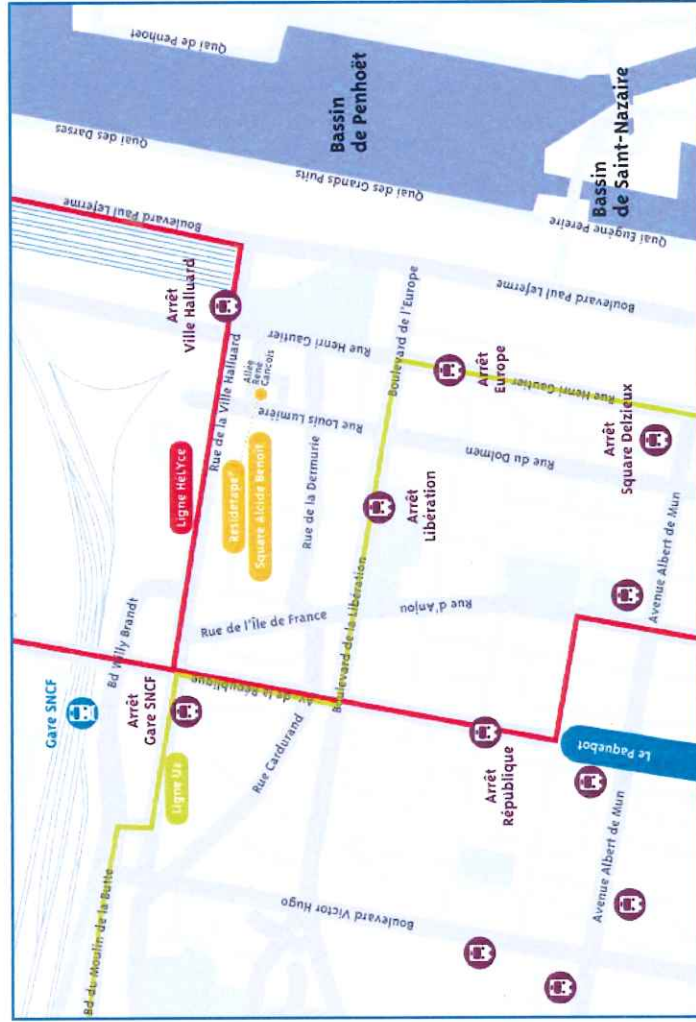 Quai de Penhoët
Quai des Darses
Bassin
de Penhoët
Quai des Grands Puits
Bassin
de Saint-Nazaire
Quai Eugène Pereire
Boulevard Paul Leferme
Boulevard Paul Leferme
Arrêt
Ville Halluard
Rue Henri Gautier
Allée
René
Cancois
Rue de la Ville Halluard
Ligne HéLYce
Residetape'
Square Alcide Benoit
Rue Louis Lumière
Rue de la Dermurie
Boulevard de l'Europe
Arrêt
Europe
Rue Henri Gautier
Arrêt
Square Delzieux
Rue du Dolmen
Arrêt
Libération
Boulevard de la Libération
Rue d'Anjou
Rue de l'Île de France
Avenue Albert de Mun
Bd Willy Brandt
Gare SNCF
Arrêt
Gare SNCF
Av. de la République
Ligne U2
Rue Cardurand
Arrêt
République
Le Paquebot
Avenue Albert de Mun
Boulevard Victor Hugo
Bd du Moulin de la Butte